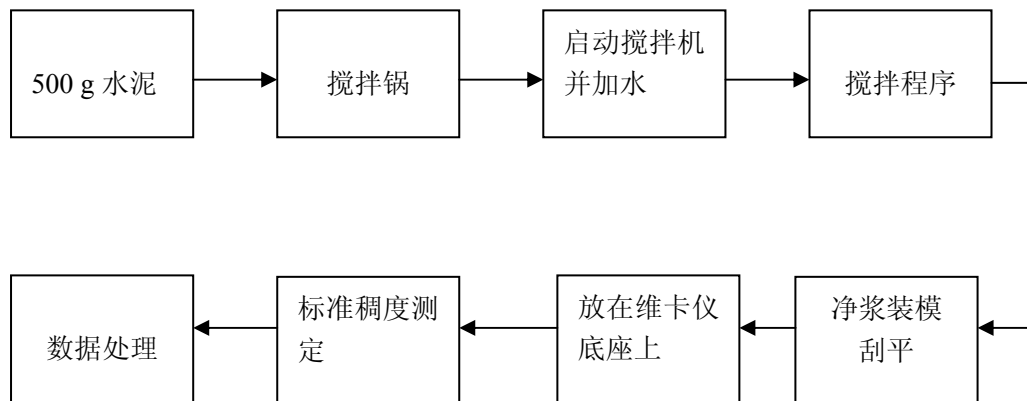 500 g 水泥
搅拌锅
启动搅拌机
并加水
搅拌程序
净浆装模
刮平
放在维卡仪
底座上
标准稠度测
定
数据处理